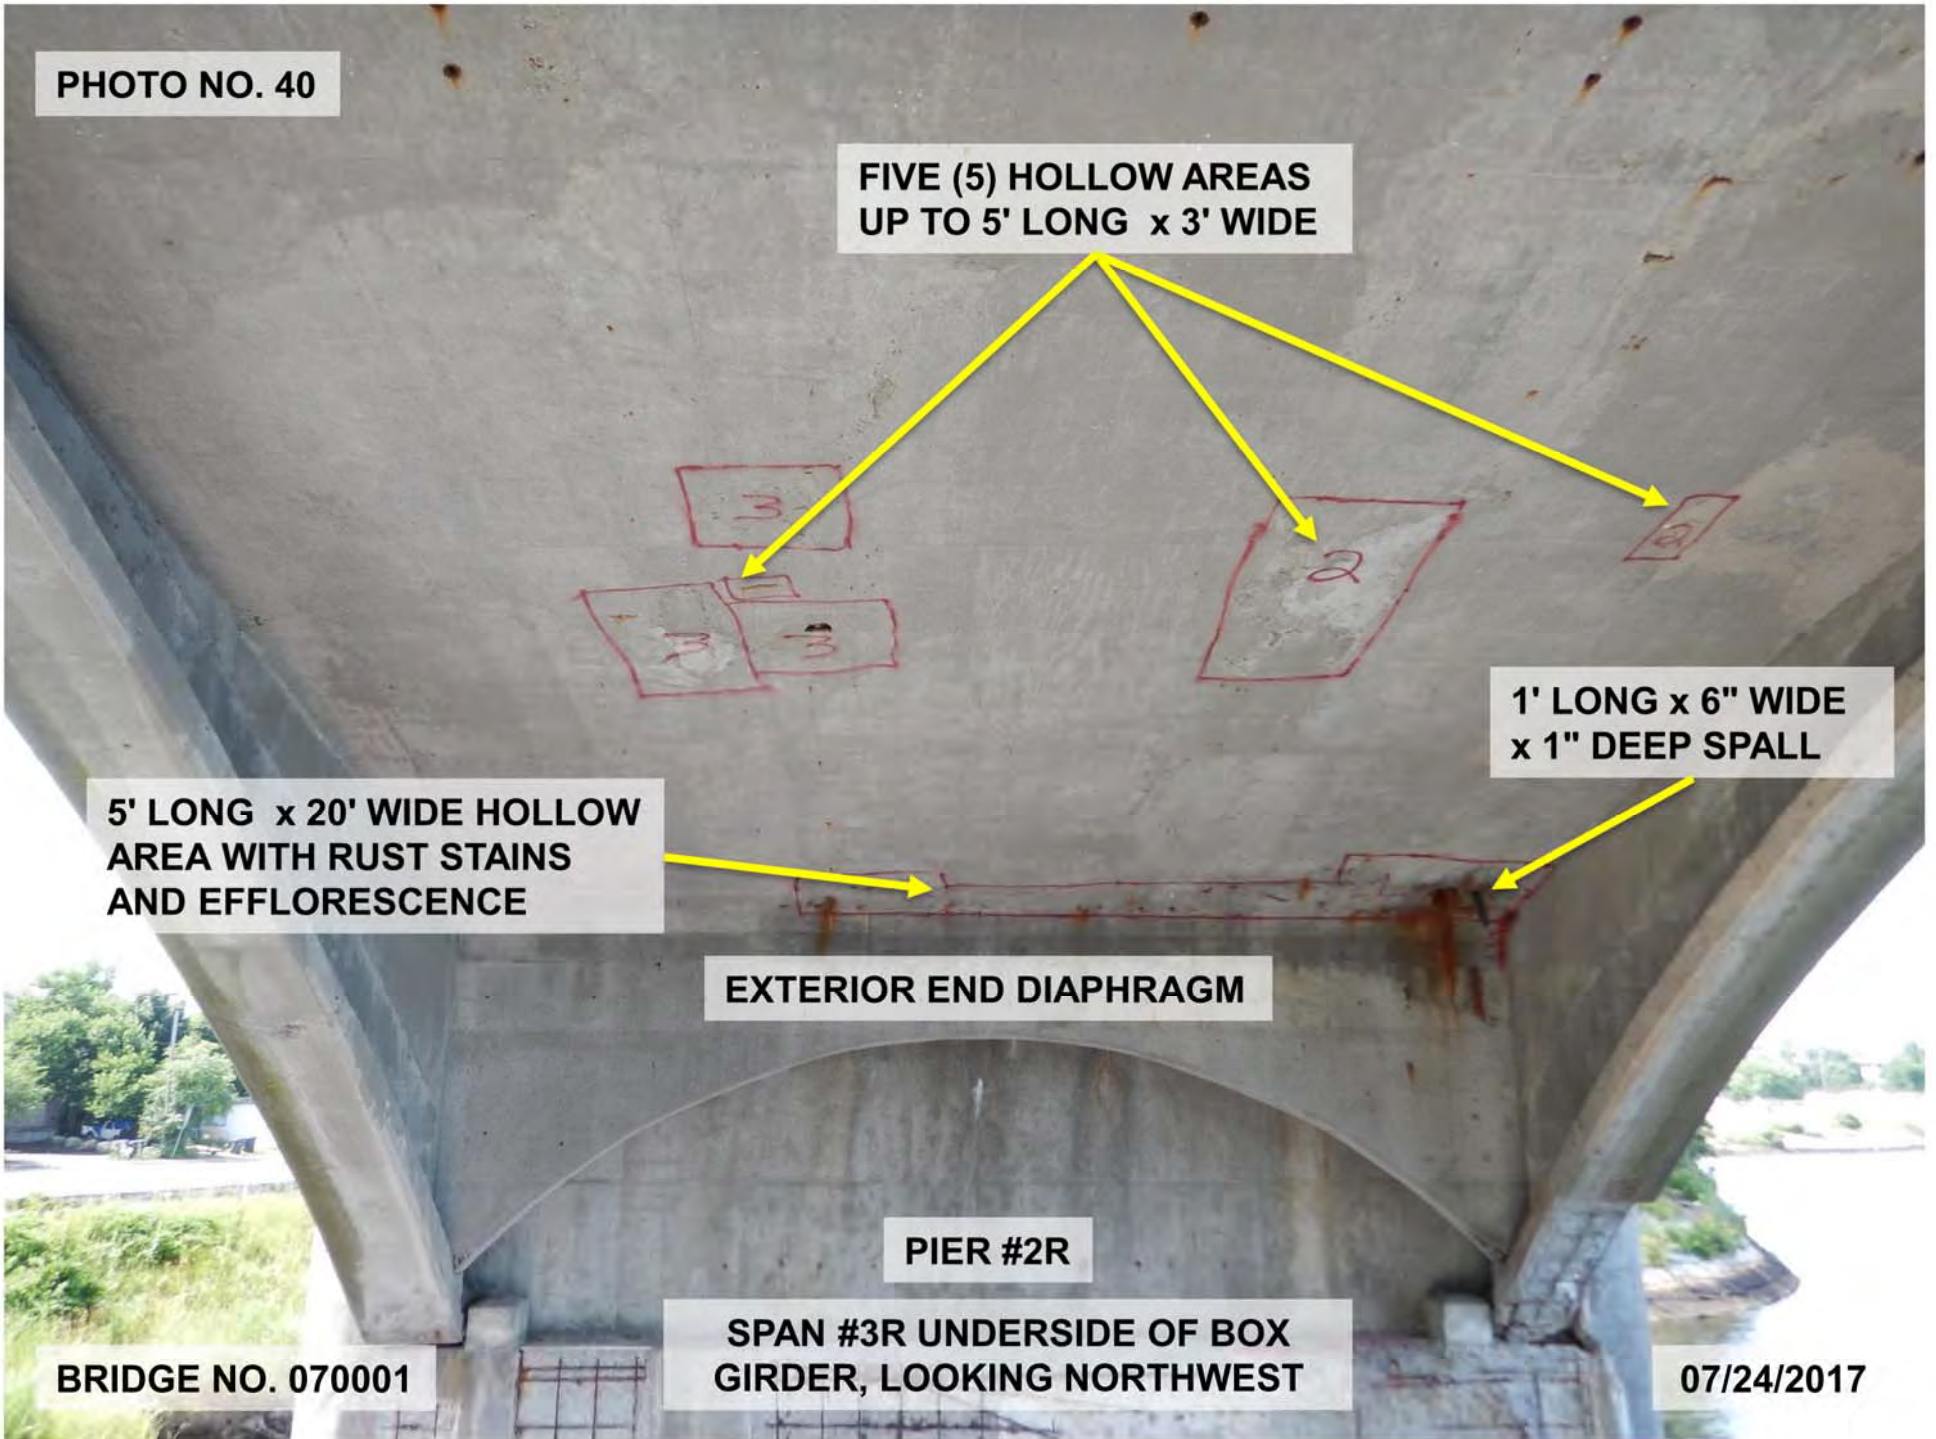 PHOTO NO. 40
FIVE (5) HOLLOW AREAS
UP TO 5' LONG x 3' WIDE
3
2
2
3
3
1' LONG x 6" WIDE
x 1" DEEP SPALL
5' LONG x 20' WIDE HOLLOW
AREA WITH RUST STAINS
AND EFFLORESCENCE
EXTERIOR END DIAPHRAGM
PIER #2R
SPAN #3R UNDERSIDE OF BOX
GIRDER, LOOKING NORTHWEST
BRIDGE NO. 070001
07/24/2017